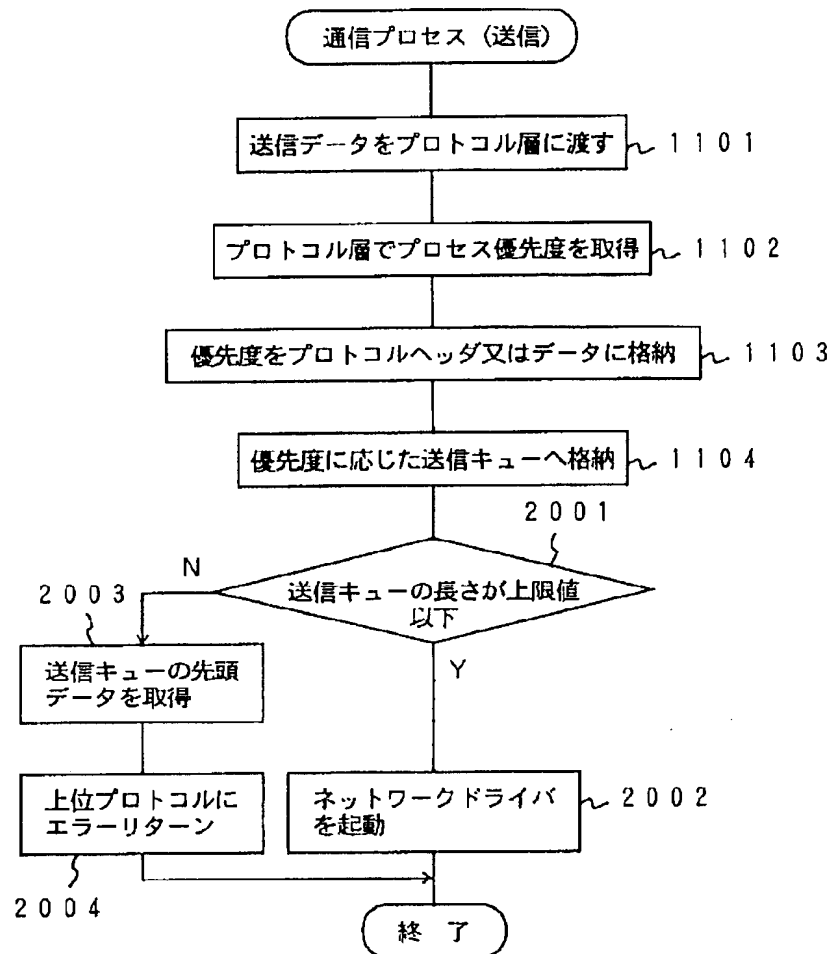 通信プロセス (送信)
送信データをプロトコル層に渡す
1101
プロトコル層でプロセス優先度を取得
1102
優先度をプロトコルヘッダ又はデータに格納
1103
優先度に応じた送信キューへ格納
1104
2001
送信キューの長さが上限値
以下
N
Y
2003
送信キューの先頭
データを取得
上位プロトコルに
エラーリターン
2004
ネットワークドライバ
を起動
2002
終 了